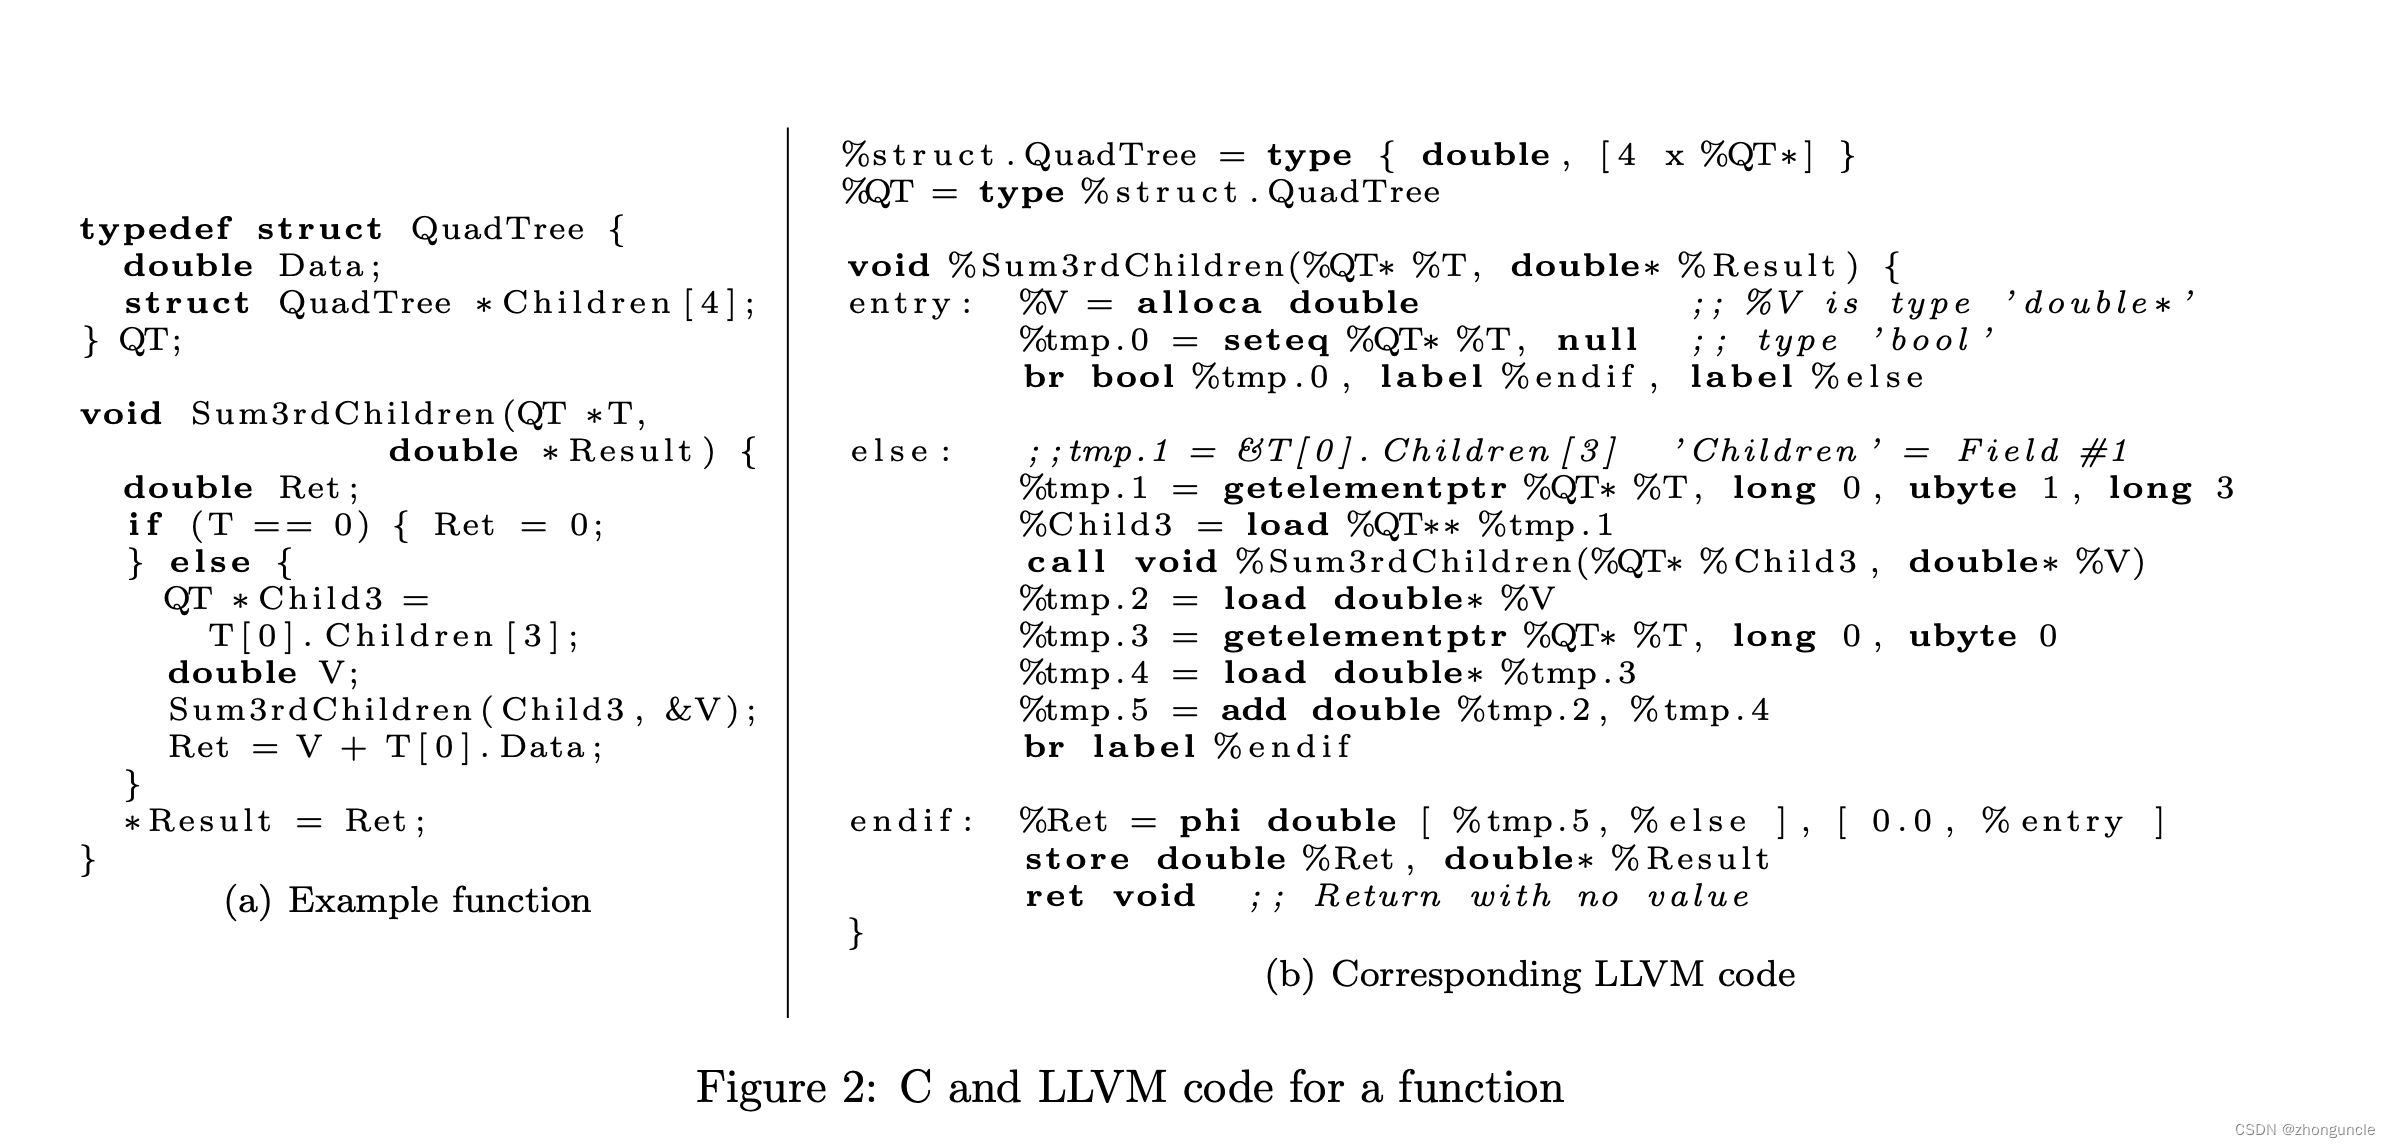 typedef struct QuadTree {
double Data;
struct QuadTree *Children[4];
} QT;
void Sum3rdChildren(QT *T,
double *Result) {
double Ret;
if (T == 0) { Ret = 0;
} else {
QT *Child3 =
T[0].Children[3];
double V;
Sum3rdChildren(Child3, &V);
Ret = V + T[0].Data;
}
*Result = Ret;
}
(a) Example function
%struct.QuadTree = type { double, [4 x %QT*] }
%QT = type %struct.QuadTree
void %Sum3rdChildren(%QT* %T, double* %Result) {
entry: %V = alloca double ;; %V is type 'double*'
%tmp.0 = seteq %QT* %T, null ;; type 'bool'
br bool %tmp.0, label %endif, label %else
else: ;;tmp.1 = &T[0].Children[3] 'Children' = Field #1
%tmp.1 = getelementptr %QT* %T, long 0, ubyte 1, long 3
%Child3 = load %QT** %tmp.1
call void %Sum3rdChildren(%QT* %Child3, double* %V)
%tmp.2 = load double* %V
%tmp.3 = getelementptr %QT* %T, long 0, ubyte 0
%tmp.4 = load double* %tmp.3
%tmp.5 = add double %tmp.2, %tmp.4
br label %endif
endif: %Ret = phi double [ %tmp.5, %else ], [ 0.0, %entry ]
store double %Ret, double* %Result
ret void ;; Return with no value
}
(b) Corresponding LLVM code
Figure 2: C and LLVM code for a function
CSDN @zhonguncle